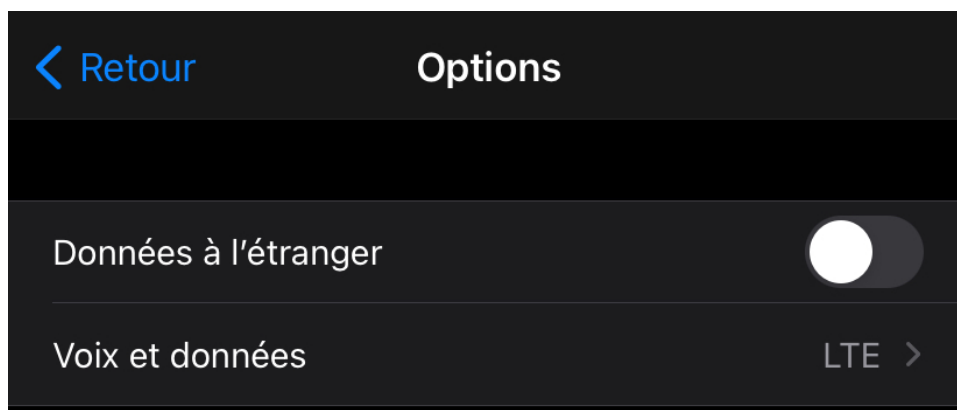 Retour
Options
Données à l’étranger
Voix et données
LTE